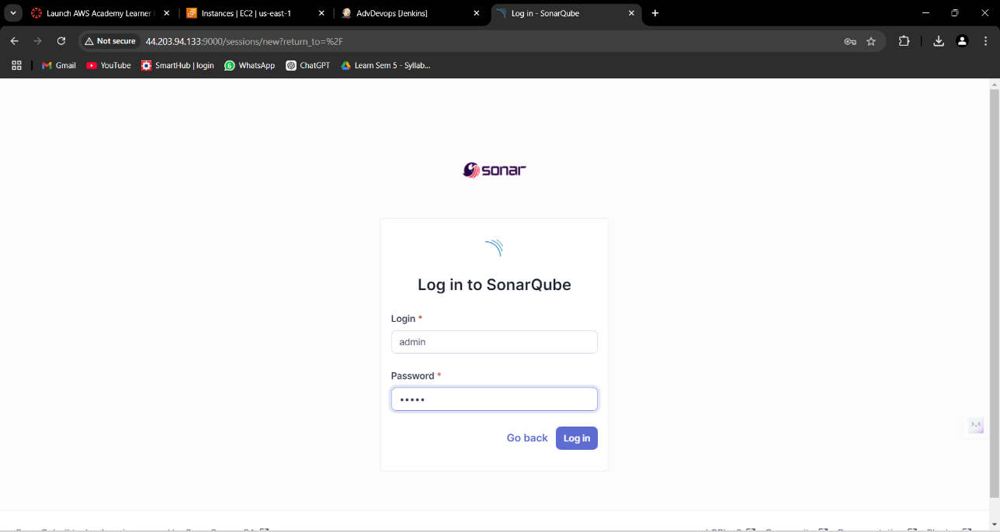 Launch AWS Academy Learner
Instances | EC2 | us-east-1
AdvDevops [Jenkins]
Log in - SonarQube
Not secure
44.203.94.133:9000/sessions/new?return_to=%2F
Gmail
YouTube
SmartHub | login
WhatsApp
ChatGPT
Learn Sem 5 - Syllab...
sonar
Log in to SonarQube
Login *
admin
Password *
•••••
Go back
Log in